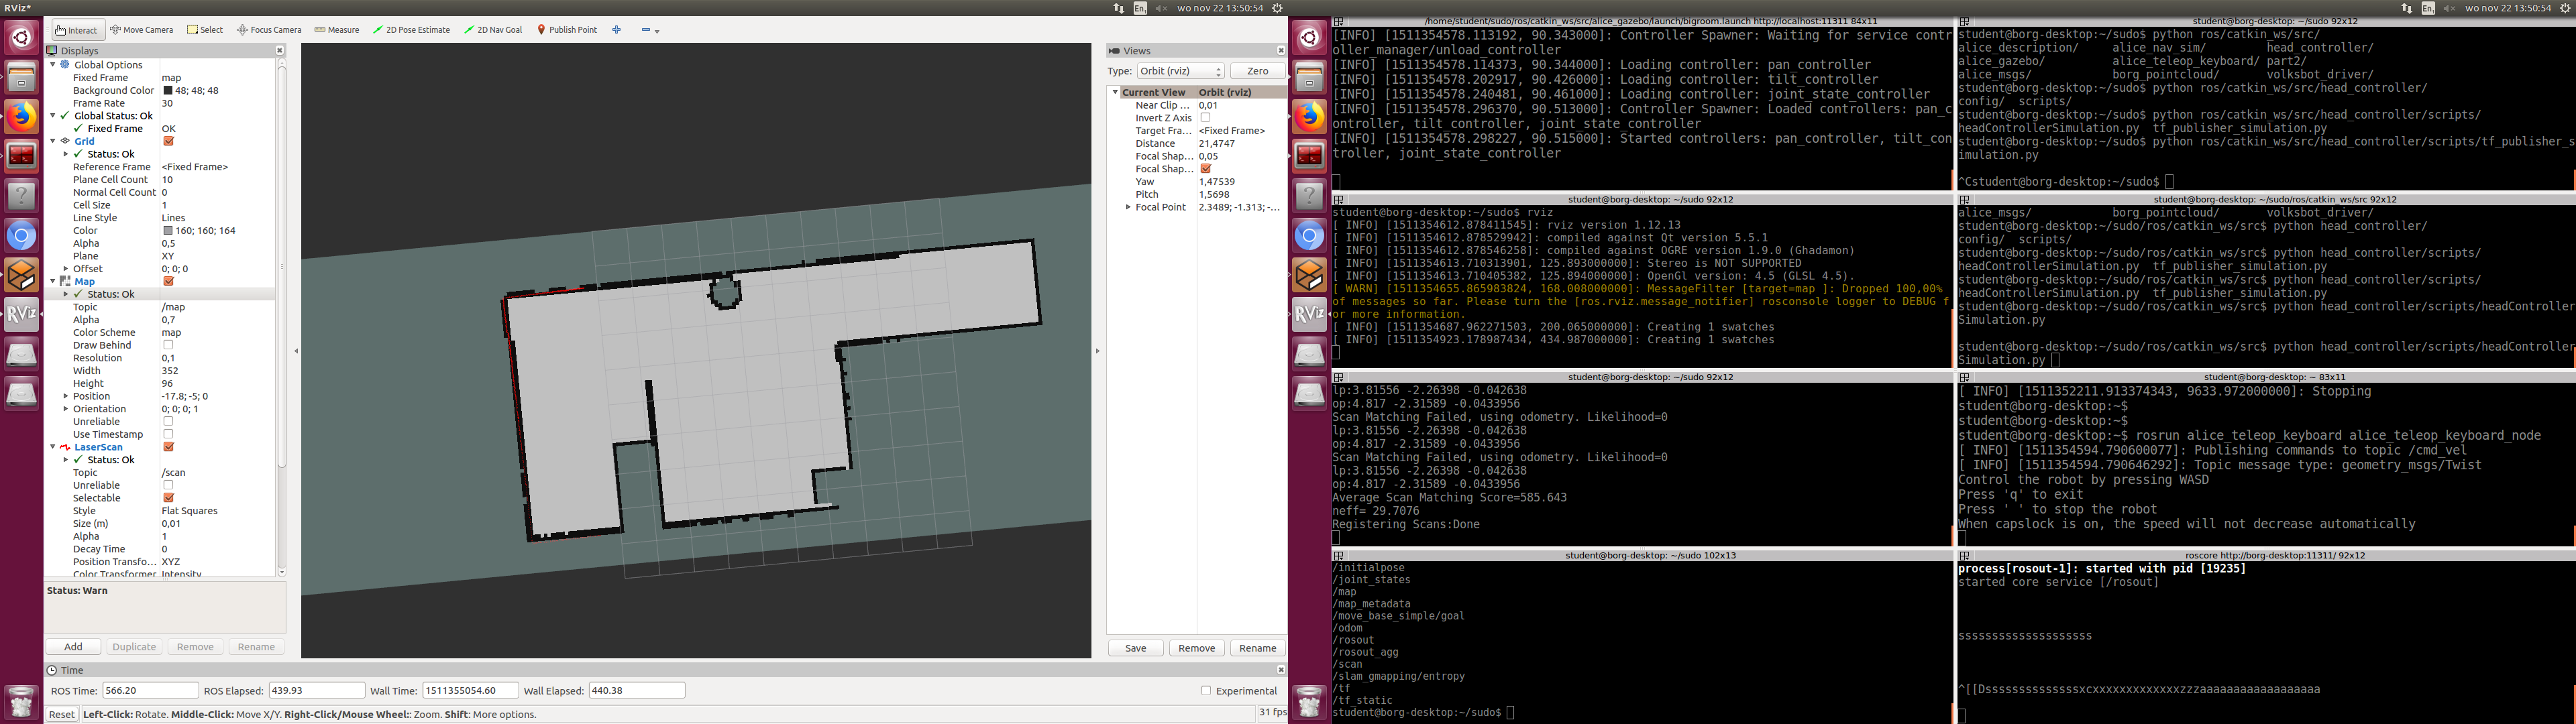 RViz*
En
wo nov 22 13:50:54
Interact
Move Camera
Select
Focus Camera
Measure
2D Pose Estimate
2D Nav Goal
Publish Point
Displays
Global Options
Fixed Frame map
Background Color 48; 48; 48
Frame Rate 30
Global Status: Ok
Fixed Frame OK
Grid
Status: Ok
Reference Frame <Fixed Frame>
Plane Cell Count 10
Normal Cell Count 0
Cell Size 1
Line Style Lines
Color 160; 160; 164
Alpha 0,5
Plane XY
Offset 0; 0; 0
Map
Status: Ok
Topic /map
Alpha 0,7
Color Scheme map
Draw Behind
Resolution 0,1
Width 352
Height 96
Position -17.8; -5; 0
Orientation 0; 0; 0; 1
Unreliable
Use Timestamp
LaserScan
Status: Ok
Topic /scan
Unreliable
Selectable
Style Flat Squares
Size (m) 0,01
Alpha 1
Decay Time 0
Position Transfo... XYZ
Color Transformer Intensity
Status: Warn
Add Duplicate Remove Rename
Views
Type: Orbit (rviz) Zero
Current View Orbit (rviz)
Near Clip ... 0,01
Invert Z Axis
Target Fra... <Fixed Frame>
Distance 21,4747
Focal Shap... 0,05
Focal Shap...
Yaw 1,47539
Pitch 1,5698
Focal Point 2.3489; -1.313; -...
Save Remove Rename
Time
ROS Time: 566.20 ROS Elapsed: 439.93 Wall Time: 1511355054.60 Wall Elapsed: 440.38 Experimental
Reset Left-Click: Rotate. Middle-Click: Move X/Y. Right-Click/Mouse Wheel:: Zoom. Shift: More options. 31 fps
RViz
En
wo nov 22 13:50:54
RViz
/home/student/sudo/ros/catkin_ws/src/alice_gazebo/launch/bigroom.launch http://localhost:11311 84x11
[INFO] [1511354578.113192, 90.343000]: Controller Spawner: Waiting for service contr
oller_manager/unload_controller
[INFO] [1511354578.114373, 90.344000]: Loading controller: pan_controller
[INFO] [1511354578.202917, 90.426000]: Loading controller: tilt_controller
[INFO] [1511354578.240481, 90.461000]: Loading controller: joint_state_controller
[INFO] [1511354578.296370, 90.513000]: Controller Spawner: Loaded controllers: pan_c
ontroller, tilt_controller, joint_state_controller
[INFO] [1511354578.298227, 90.515000]: Started controllers: pan_controller, tilt_con
troller, joint_state_controller
student@borg-desktop: ~/sudo 92x12
student@borg-desktop:~/sudo$ python ros/catkin_ws/src/
alice_description/ alice_nav_sim/ head_controller/
alice_gazebo/ alice_teleop_keyboard/ part2/
alice_msgs/ borg_pointcloud/ volksbot_driver/
student@borg-desktop:~/sudo$ python ros/catkin_ws/src/head_controller/
config/ scripts/
student@borg-desktop:~/sudo$ python ros/catkin_ws/src/head_controller/scripts/
headControllerSimulation.py tf_publisher_simulation.py
student@borg-desktop:~/sudo$ python ros/catkin_ws/src/head_controller/scripts/tf_publisher_s
imulation.py
^Cstudent@borg-desktop:~/sudo$
student@borg-desktop: ~/sudo 92x12
student@borg-desktop:~/sudo$ rviz
[ INFO] [1511354612.878411545]: rviz version 1.12.13
[ INFO] [1511354612.878529942]: compiled against Qt version 5.5.1
[ INFO] [1511354612.878546258]: compiled against OGRE version 1.9.0 (Ghadamon)
[ INFO] [1511354613.710313901, 125.893000000]: Stereo is NOT SUPPORTED
[ INFO] [1511354613.710405382, 125.894000000]: OpenGl version: 4.5 (GLSL 4.5).
[ WARN] [1511354655.865983824, 168.008000000]: MessageFilter [target=map ]: Dropped 100,00%
of messages so far. Please turn the [ros.rviz.message_notifier] rosconsole logger to DEBUG f
or more information.
[ INFO] [1511354687.962271503, 200.065000000]: Creating 1 swatches
[ INFO] [1511354923.178987434, 434.987000000]: Creating 1 swatches
student@borg-desktop: ~/sudo/ros/catkin_ws/src 92x12
alice_msgs/ borg_pointcloud/ volksbot_driver/
student@borg-desktop:~/sudo/ros/catkin_ws/src$ python head_controller/
config/ scripts/
student@borg-desktop:~/sudo/ros/catkin_ws/src$ python head_controller/scripts/
headControllerSimulation.py tf_publisher_simulation.py
student@borg-desktop:~/sudo/ros/catkin_ws/src$ python head_controller/scripts/
headControllerSimulation.py tf_publisher_simulation.py
student@borg-desktop:~/sudo/ros/catkin_ws/src$ python head_controller/scripts/headController
Simulation.py
student@borg-desktop:~/sudo/ros/catkin_ws/src$ python head_controller/scripts/headController
Simulation.py
student@borg-desktop: ~/sudo 92x12
lp:3.81556 -2.26398 -0.042638
op:4.817 -2.31589 -0.0433956
Scan Matching Failed, using odometry. Likelihood=0
lp:3.81556 -2.26398 -0.042638
op:4.817 -2.31589 -0.0433956
Scan Matching Failed, using odometry. Likelihood=0
lp:3.81556 -2.26398 -0.042638
op:4.817 -2.31589 -0.0433956
Average Scan Matching Score=585.643
neff= 29.7076
Registering Scans:Done
student@borg-desktop: ~ 83x11
[ INFO] [1511352211.913374343, 9633.972000000]: Stopping
student@borg-desktop:~$
student@borg-desktop:~$
student@borg-desktop:~$ rosrun alice_teleop_keyboard alice_teleop_keyboard_node
[ INFO] [1511354594.790600077]: Publishing commands to topic /cmd_vel
[ INFO] [1511354594.790646292]: Topic message type: geometry_msgs/Twist
Control the robot by pressing WASD
Press 'q' to exit
Press ' ' to stop the robot
When capslock is on, the speed will not decrease automatically
student@borg-desktop: ~/sudo 102x13
/initialpose
/joint_states
/map
/map_metadata
/move_base_simple/goal
/odom
/rosout
/rosout_agg
/scan
/slam_gmapping/entropy
/tf
/tf_static
student@borg-desktop:~/sudo$
roscore http://borg-desktop:11311/ 92x12
process[rosout-1]: started with pid [19235]
started core service [/rosout]
ssssssssssssssssssss
^[[Dsssssssssssssssxcxxxxxxxxxxxxxzzzaaaaaaaaaaaaaaaaaa